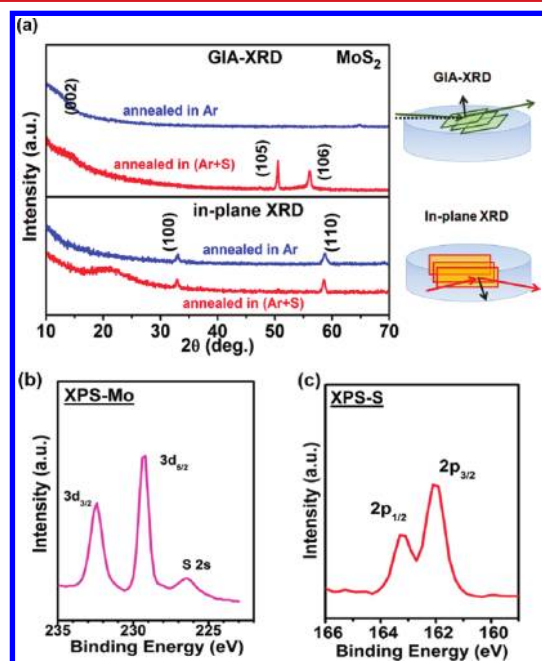 (a)
GIA-XRD MoS₂
(002)
annealed in Ar
annealed in (Ar+S)
(105)
(106)
in-plane XRD
(100)
annealed in Ar
(110)
annealed in (Ar+S)
Intensity (a.u.)
10 20 30 40 50 60 70
2θ (deg.)
GIA-XRD
In-plane XRD
(b)
XPS-Mo
3d₃/₂
3d₅/₂
S 2s
Intensity (a.u.)
235 230 225
Binding Energy (eV)
(c)
XPS-S
2p₁/₂
2p₃/₂
Intensity (a.u.)
166 164 162 160
Binding Energy (eV)